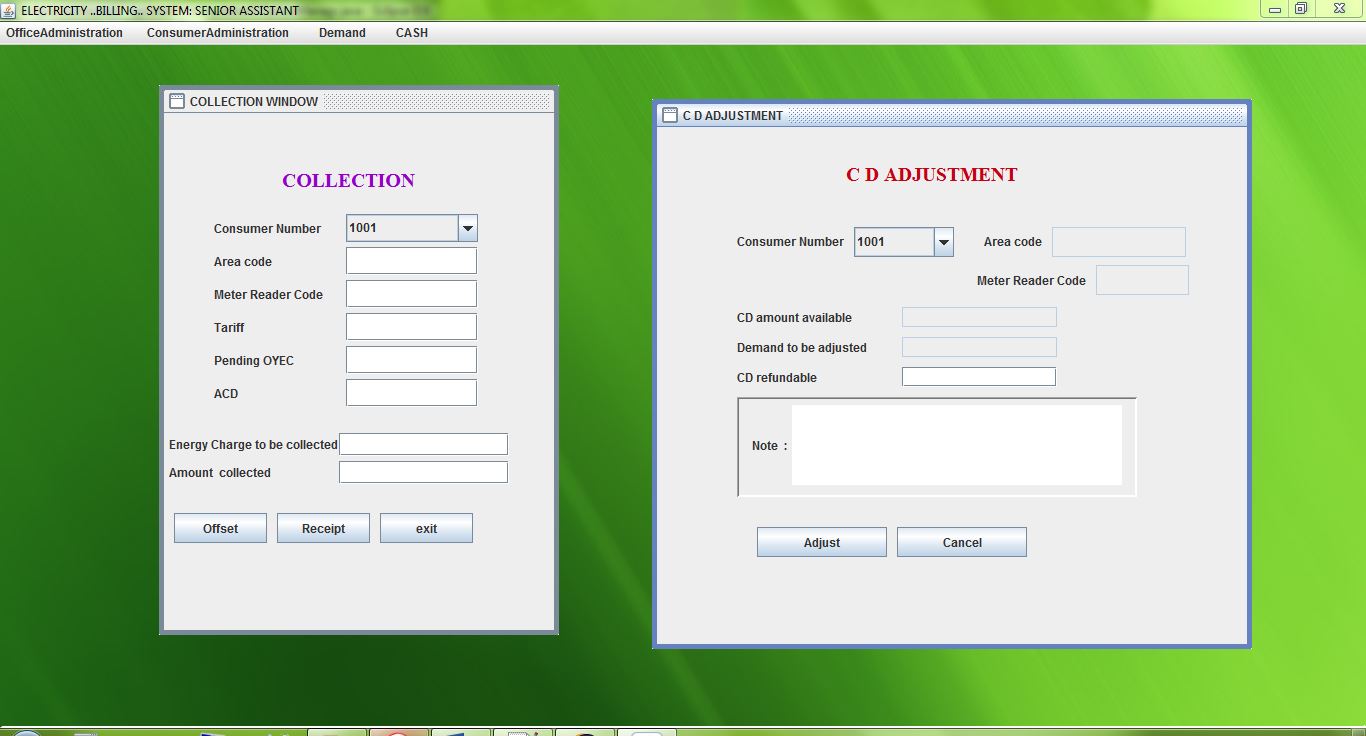 ELECTRICITY ..BILLING.. SYSTEM: SENIOR ASSISTANT
OfficeAdministration ConsumerAdministration Demand CASH
COLLECTION WINDOW
COLLECTION
Consumer Number 1001
Area code
Meter Reader Code
Tariff
Pending OYEC
ACD
Energy Charge to be collected
Amount collected
Offset Receipt exit
C D ADJUSTMENT
C D ADJUSTMENT
Consumer Number 1001 Area code
Meter Reader Code
CD amount available
Demand to be adjusted
CD refundable
Note :
Adjust Cancel